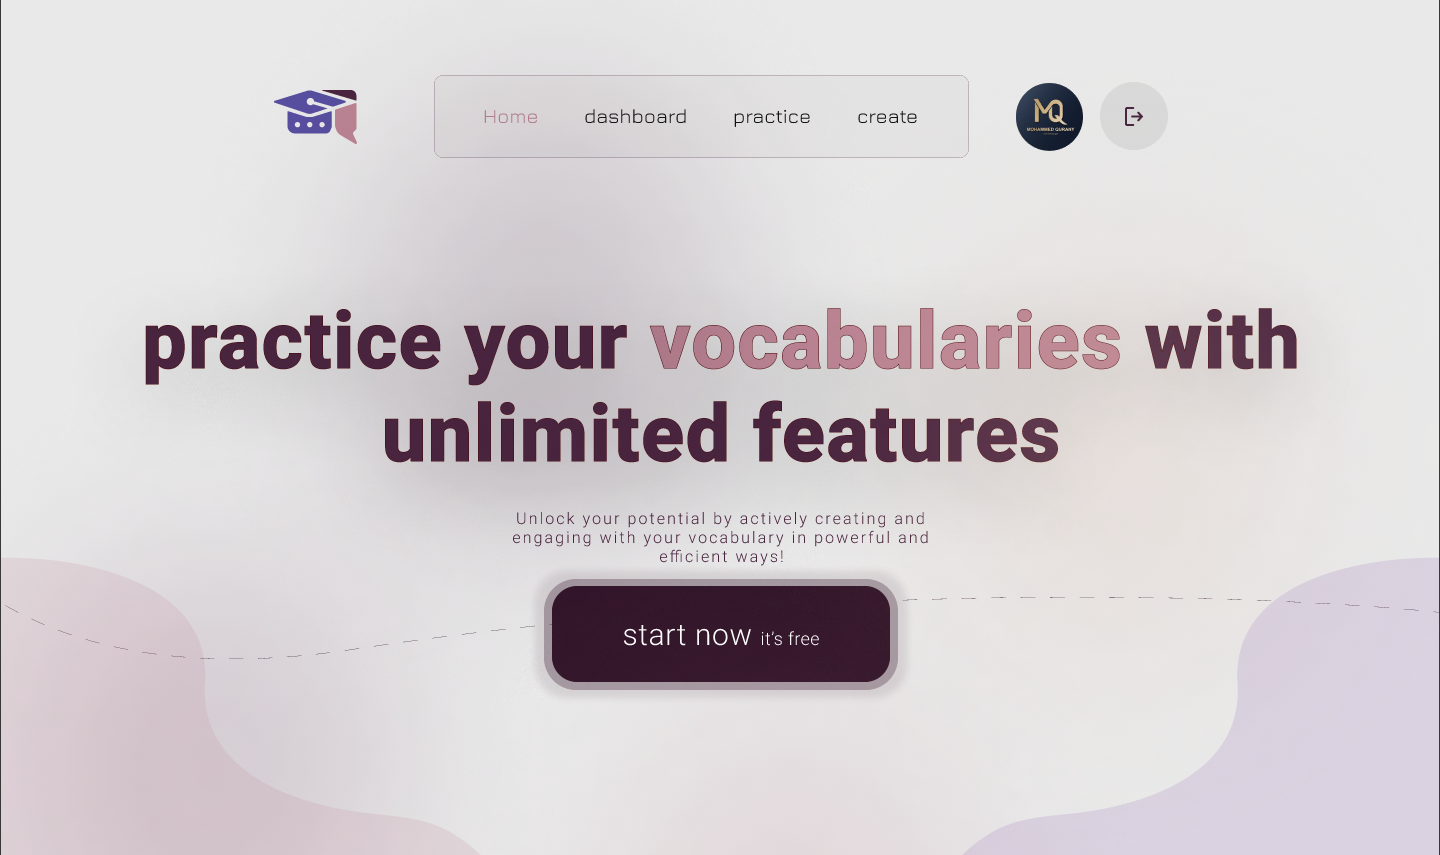 Home dashboard practice create
MQ
MOHAMMED QURANY
practice your vocabularies with
unlimited features
Unlock your potential by actively creating and
engaging with your vocabulary in powerful and
efficient ways!
start now it's free